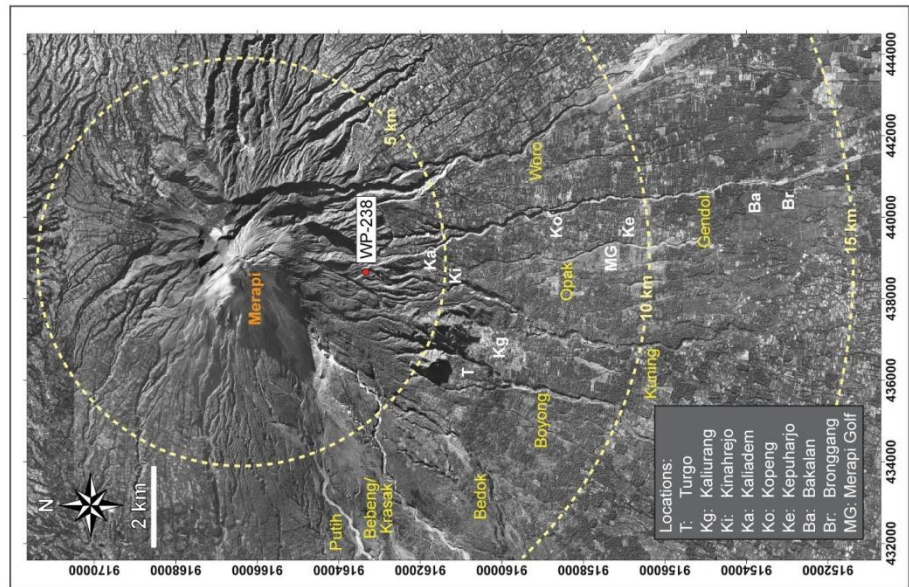 N
2 km
Merapi
WP-238
5 km
10 km
15 km
Putih
Bebeng/
Krasak
Bedok
Boyong
Kuning
Opak
Gendol
Woro
T
Kg
Ki
Ka
Ko
Ke
MG
Ba
Br
Locations:
T: Turgo
Kg: Kaliurang
Ki: Kinahrejo
Ka: Kaliadem
Ko: Kopeng
Ke: Kepuharjo
Ba: Bakalan
Br: Bronggang
MG: Merapi Golf
9170000
9168000
9166000
9164000
9162000
9160000
9158000
9156000
9154000
9152000
432000
434000
436000
438000
440000
442000
444000